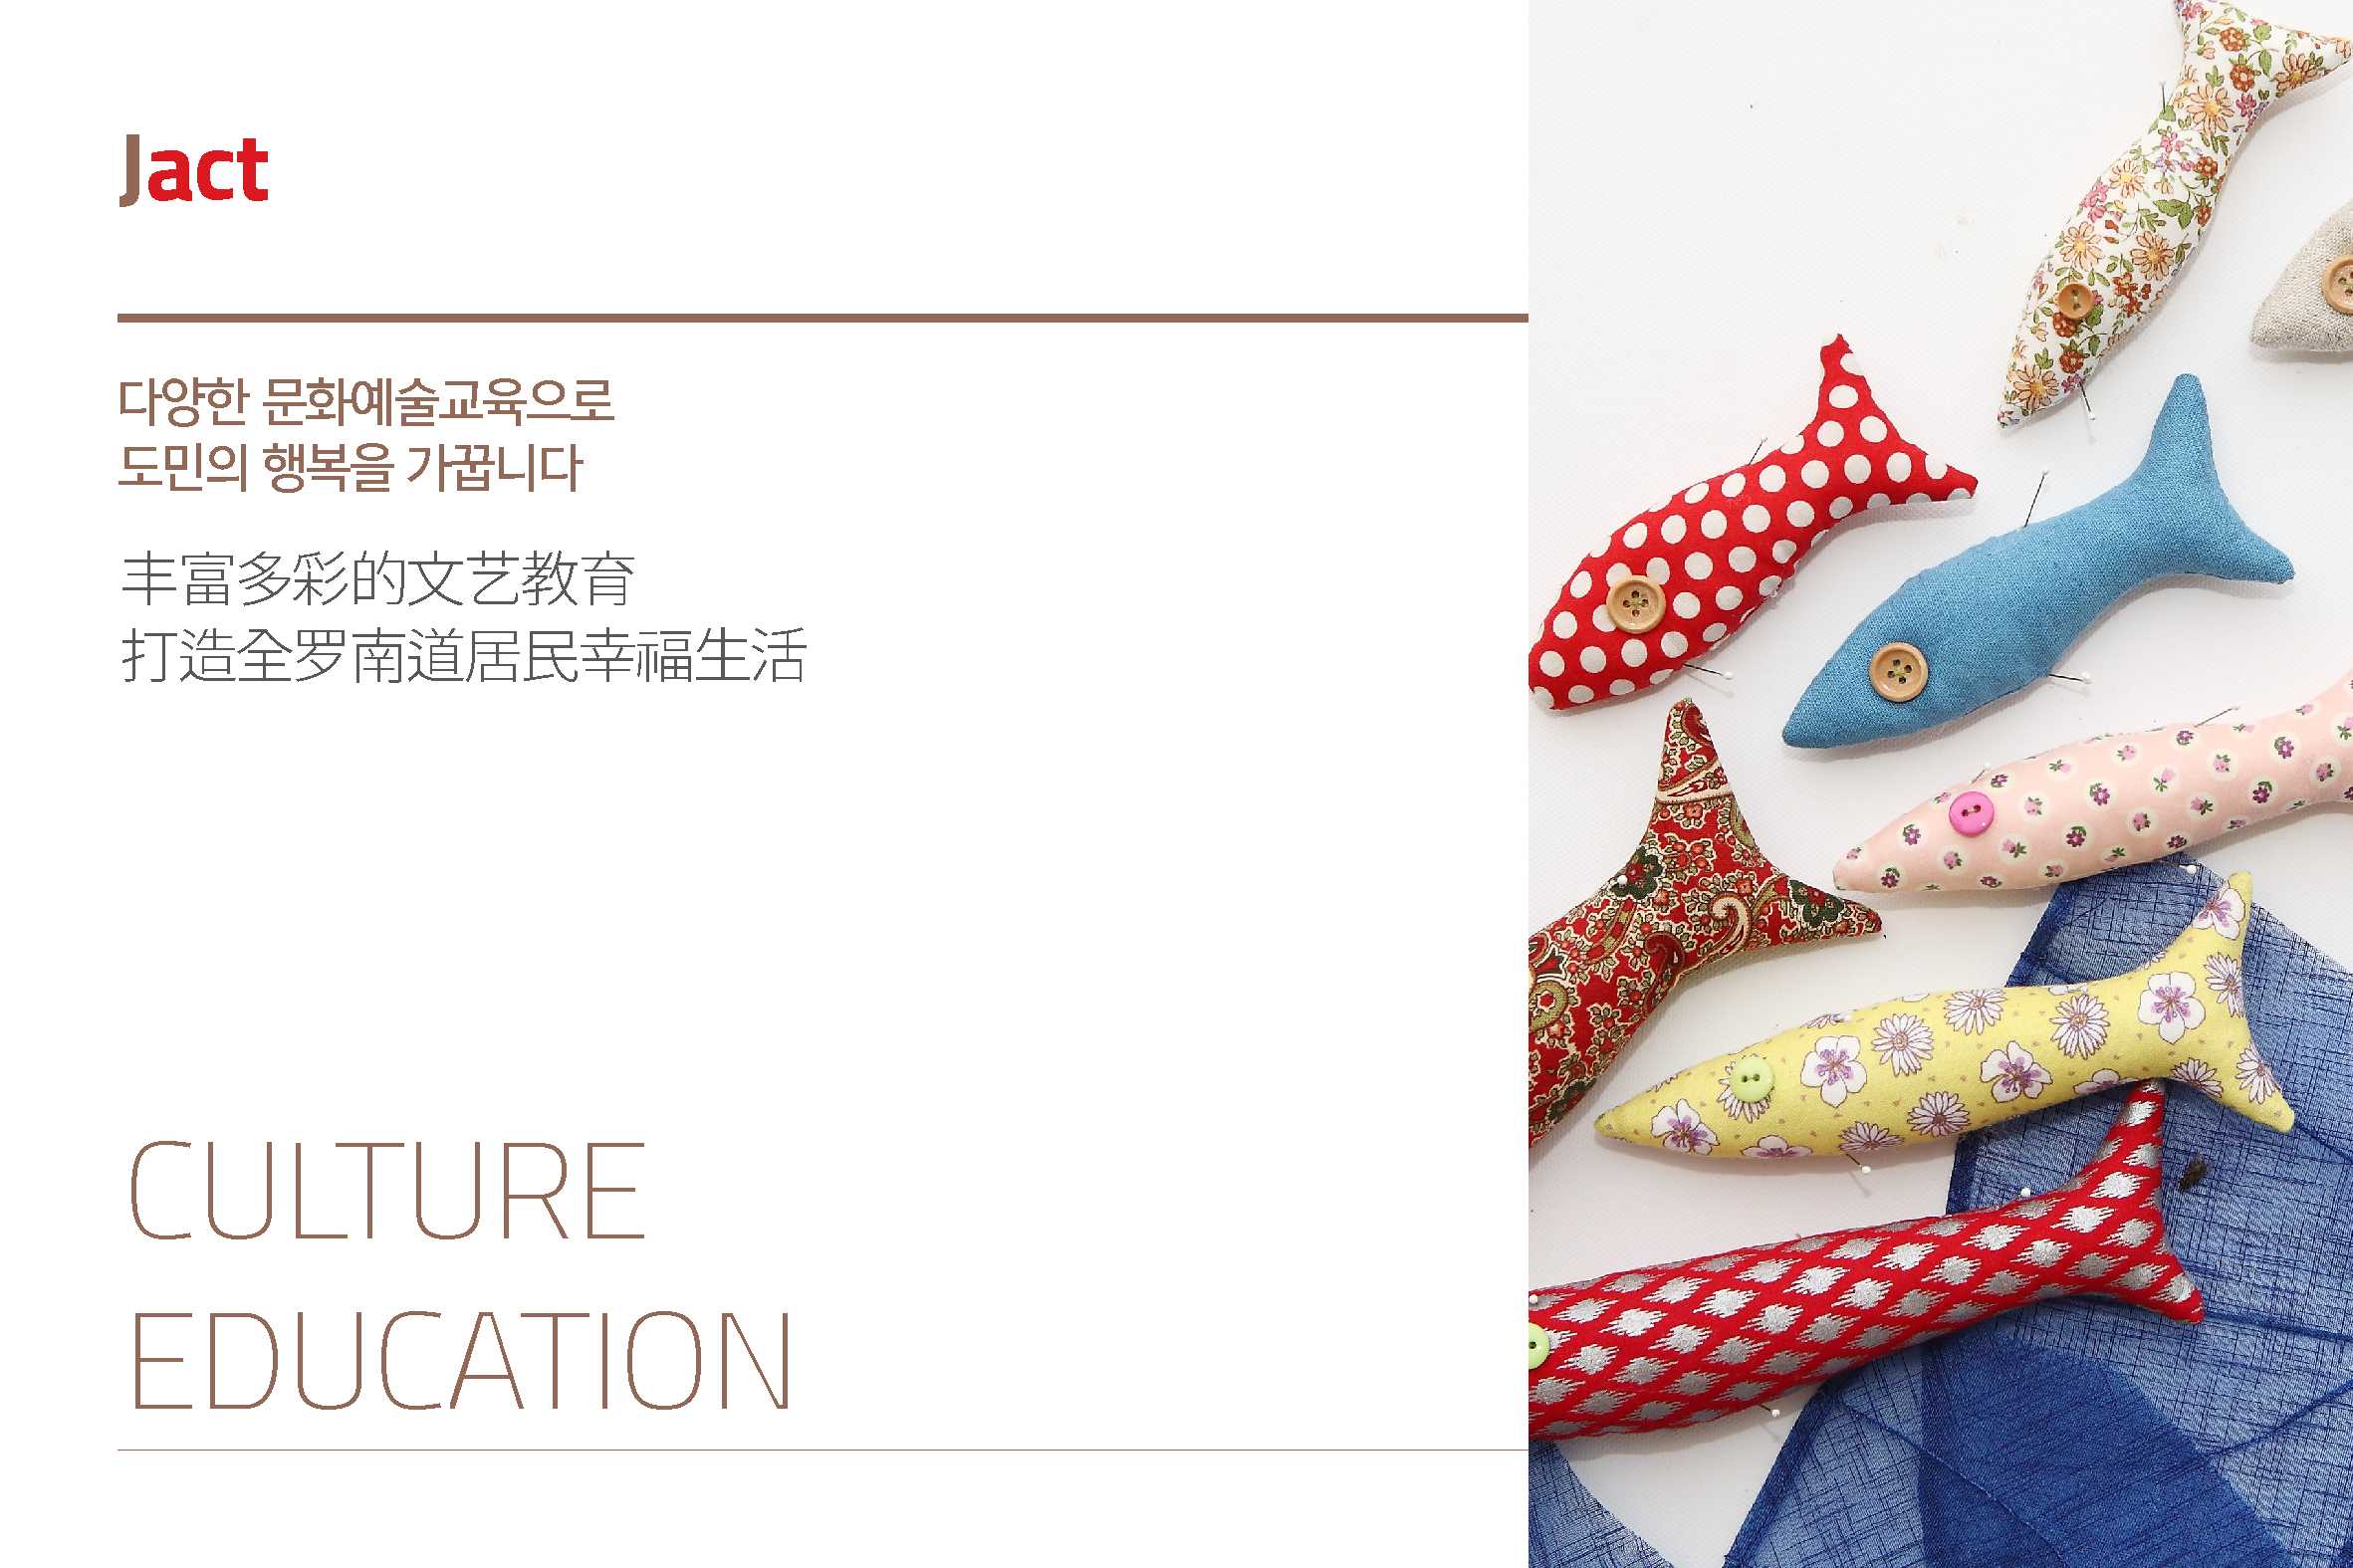 Jact
다양한 문화예술교육으로
도민의 행복을 가꿉니다
丰富多彩的文艺教育
打造全罗南道居民幸福生活
CULTURE
EDUCATION